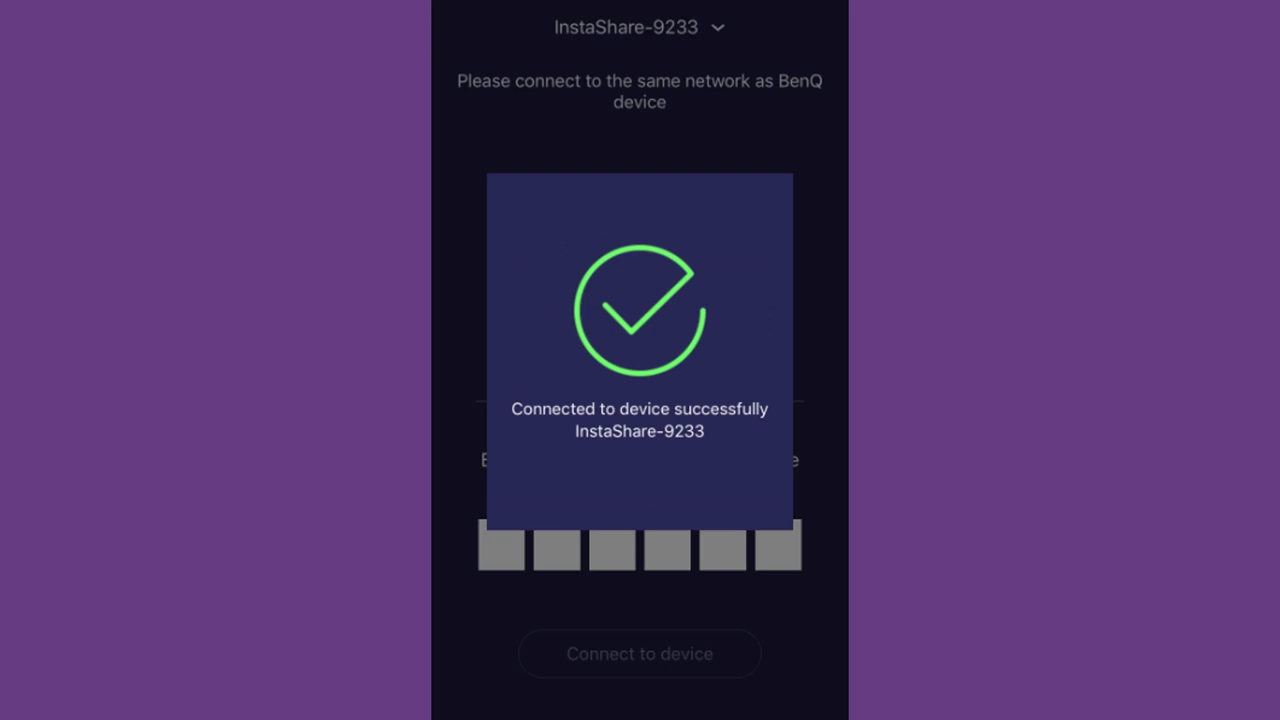 InstaShare-9233
Please connect to the same network as BenQ
device
Connected to device successfully
InstaShare-9233
Connect to device